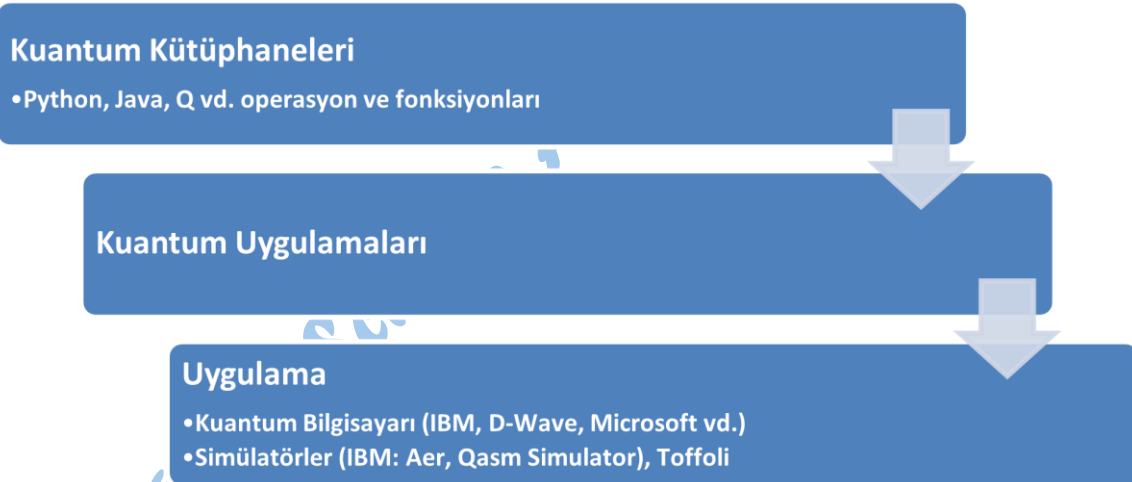 Kuantum Kütüphaneleri
•Python, Java, Q vd. operasyon ve fonksiyonları
Kuantum Uygulamaları
Uygulama
•Kuantum Bilgisayarı (IBM, D-Wave, Microsoft vd.)
•Simülatörler (IBM: Aer, Qasm Simulator), Toffoli